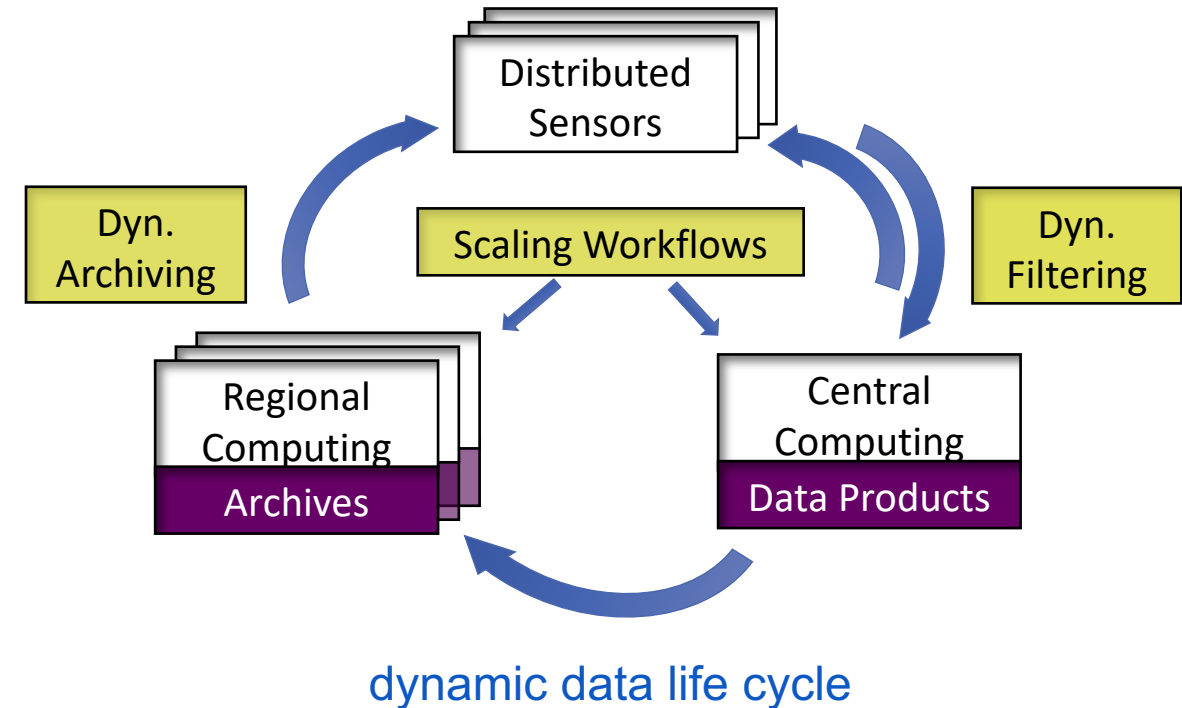 Distributed
Sensors
Dyn.
Archiving
Scaling Workflows
Dyn.
Filtering
Regional
Computing
Archives
Central
Computing
Data Products
dynamic data life cycle